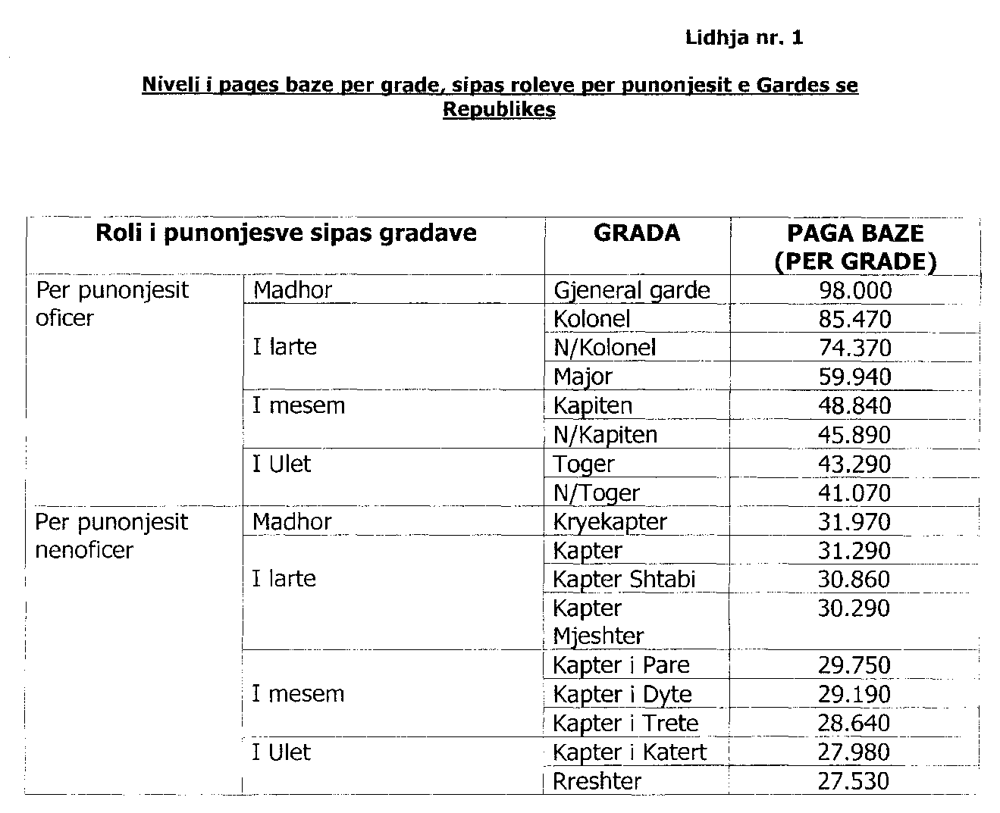 Lidhja nr. 1
Niveli i pages baze per grade, sipas roleve per punonjesit e Gardes se
Republikes
Roli i punonjesve sipas gradave GRADA PAGA BAZE
(PER GRADE)
Per punonjesit Madhor Gjeneral garde 98.000
oficer Kolonel 85.470
I larte N/Kolonel 74.370
Major 59.940
I mesem Kapiten 48.840
N/Kapiten 45.890
I Ulet Toger 43.290
N/Toger 41.070
Per punonjesit Madhor Kryekapter 31.970
nenoficer Kapter 31.290
I larte Kapter Shtabi 30.860
Kapter 30.290
Mjeshter
Kapter i Pare 29.750
I mesem Kapter i Dyte 29.190
Kapter i Trete 28.640
I Ulet Kapter i Katert 27.980
Rreshter 27.530